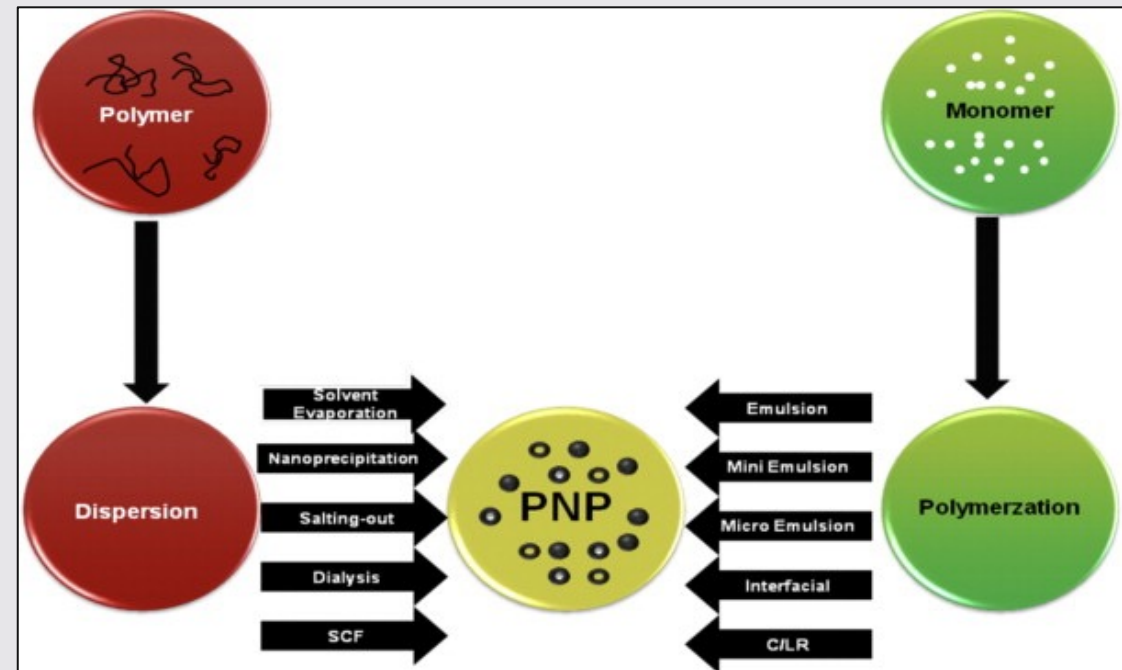 Polymer
Monomer
Solvent
Evaporation
Nanoprecipitation
Salting-out
Dialysis
SCF
Dispersion
PNP
Emulsion
Mini Emulsion
Micro Emulsion
Interfacial
C/LR
Polymerzation